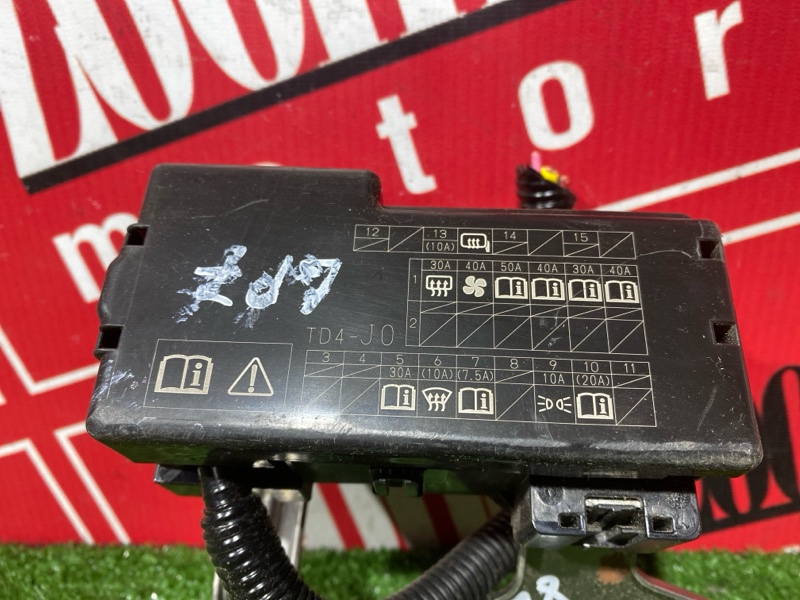 motor
12 13 14 15
(10A)
30A 40A 50A 40A 30A 40A
1
2
TD4-J0
3 4 5 6 7 8 9 10 11
30A (10A) (7.5A) 10A (20A)